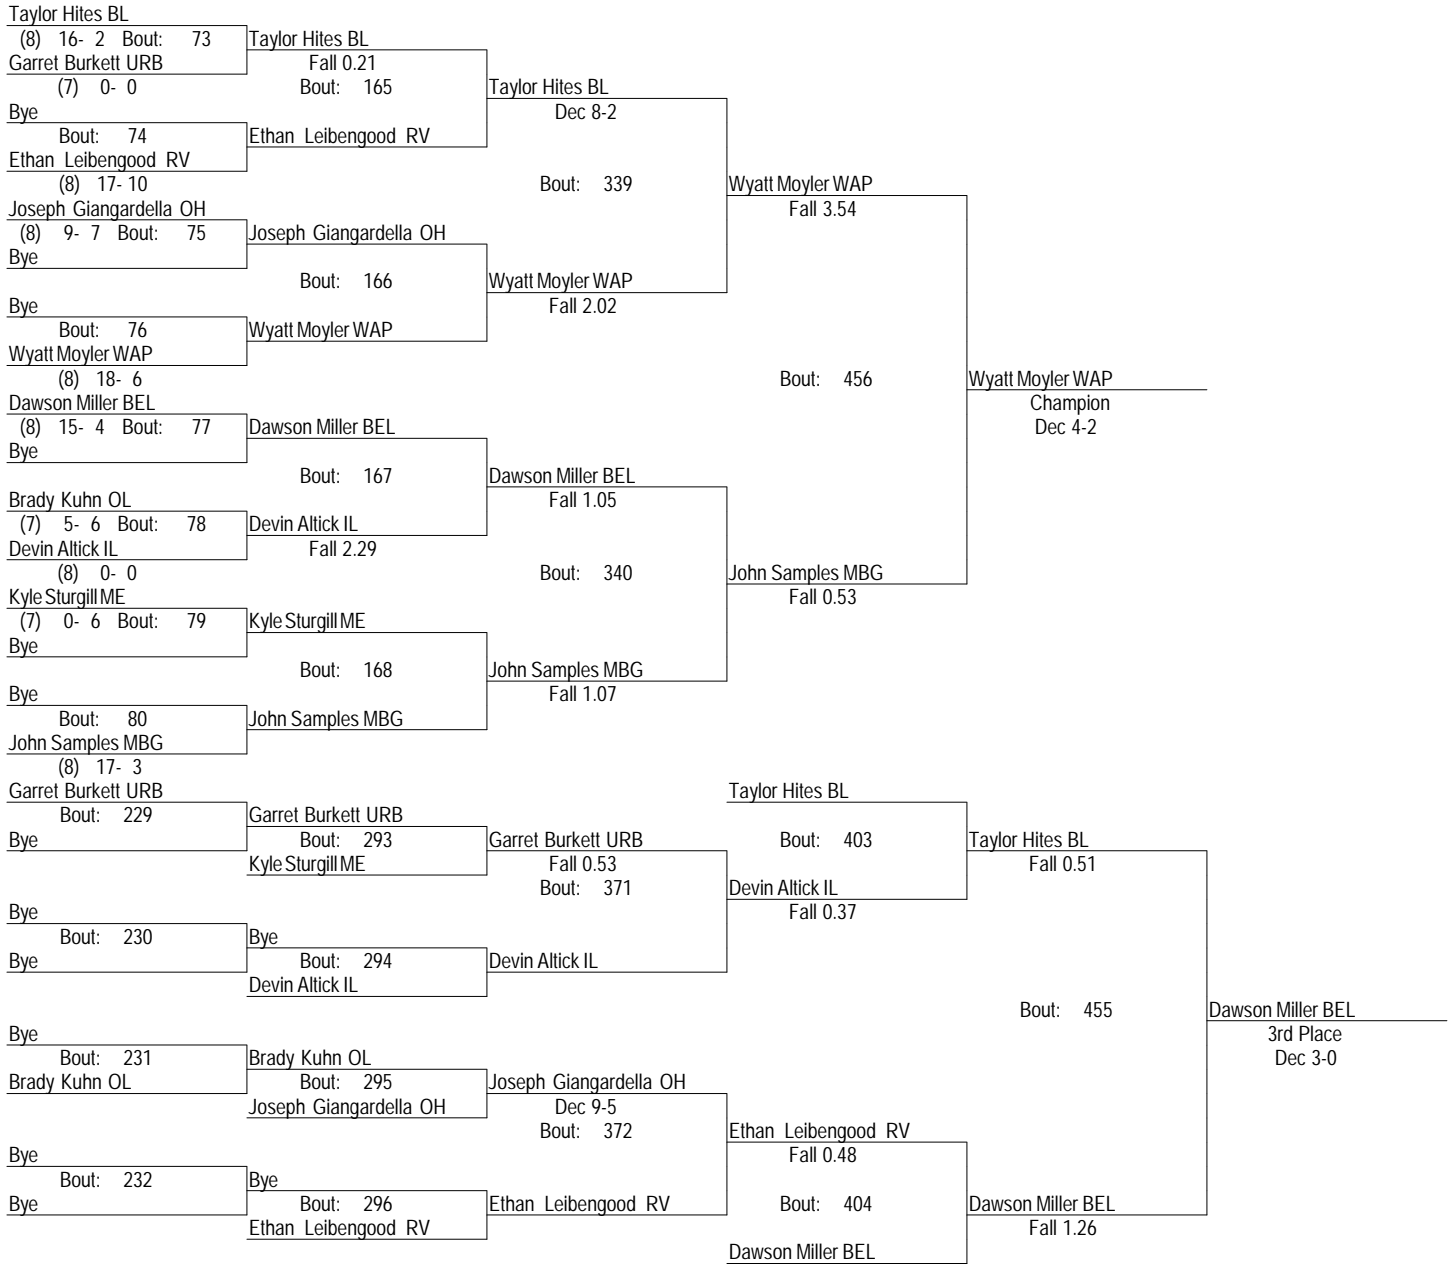 Taylor Hites BL
(8) 16- 2 Bout: 73 Taylor Hites BL
Garret Burkett URB Fall 0.21
(7) 0- 0 Bout: 165 Taylor Hites BL
Bye Dec 8-2
Bout: 74 Ethan Leibengood RV
Ethan Leibengood RV
(8) 17- 10 Bout: 339 Wyatt Moyler WAP
Joseph Giangardella OH Fall 3.54
(8) 9- 7 Bout: 75 Joseph Giangardella OH
Bye
Bout: 166 Wyatt Moyler WAP
Bye Fall 2.02
Bout: 76 Wyatt Moyler WAP
Wyatt Moyler WAP
(8) 18- 6 Bout: 456 Wyatt Moyler WAP
Dawson Miller BEL Champion
(8) 15- 4 Bout: 77 Dawson Miller BEL Dec 4-2
Bye
Bout: 167 Dawson Miller BEL
Brady Kuhn OL Fall 1.05
(7) 5- 6 Bout: 78 Devin Altick IL
Devin Altick IL Fall 2.29
(8) 0- 0 Bout: 340 John Samples MBG
Kyle Sturgill ME Fall 0.53
(7) 0- 6 Bout: 79 Kyle Sturgill ME
Bye
Bout: 168 John Samples MBG
Bye Fall 1.07
Bout: 80 John Samples MBG
John Samples MBG
(8) 17- 3
Garret Burkett URB Taylor Hites BL
Bout: 229 Garret Burkett URB
Bye Bout: 293 Garret Burkett URB Bout: 403 Taylor Hites BL
Kyle Sturgill ME Fall 0.53 Fall 0.51
Bout: 371 Devin Altick IL
Bye Fall 0.37
Bout: 230 Bye
Bye Bout: 294 Devin Altick IL
Devin Altick IL
Bout: 455 Dawson Miller BEL
Bye 3rd Place
Bout: 231 Brady Kuhn OL Dec 3-0
Brady Kuhn OL Bout: 295 Joseph Giangardella OH
Joseph Giangardella OH Dec 9-5
Bout: 372 Ethan Leibengood RV
Bye Fall 0.48
Bout: 232 Bye
Bye Bout: 296 Ethan Leibengood RV Bout: 404 Dawson Miller BEL
Ethan Leibengood RV Fall 1.26
Dawson Miller BEL